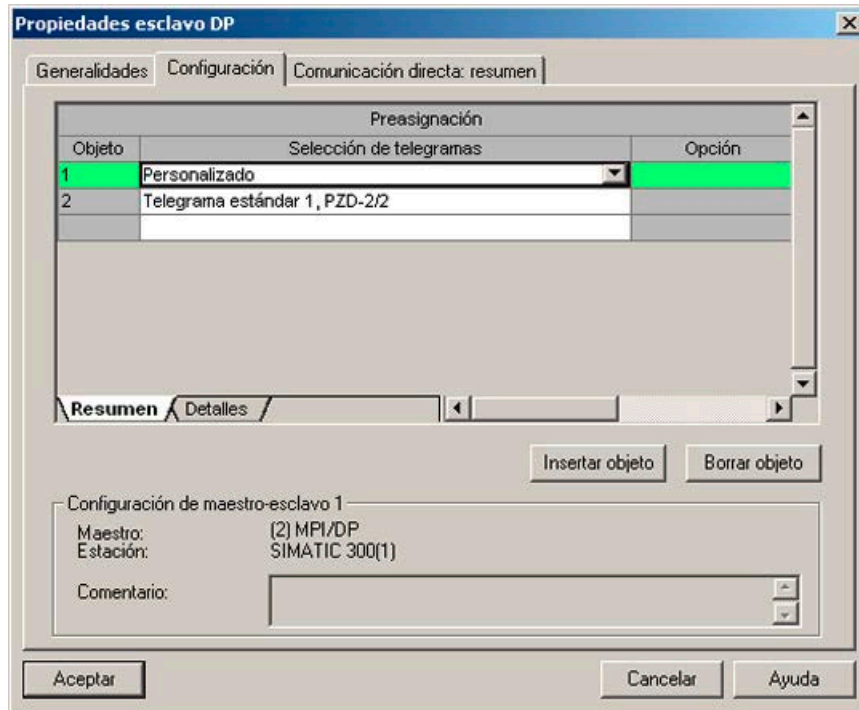 Propiedades esclavo DP
Generalidades Configuración Comunicación directa: resumen
Preasignación
Objeto Selección de telegramas Opción
1 Personalizado
2 Telegrama estándar 1, PZD-2/2
Resumen Detalles
Insertar objeto Borrar objeto
Configuración de maestro-esclavo 1
Maestro: (2) MPI/DP
Estación: SIMATIC 300(1)
Comentario:
Aceptar Cancelar Ayuda